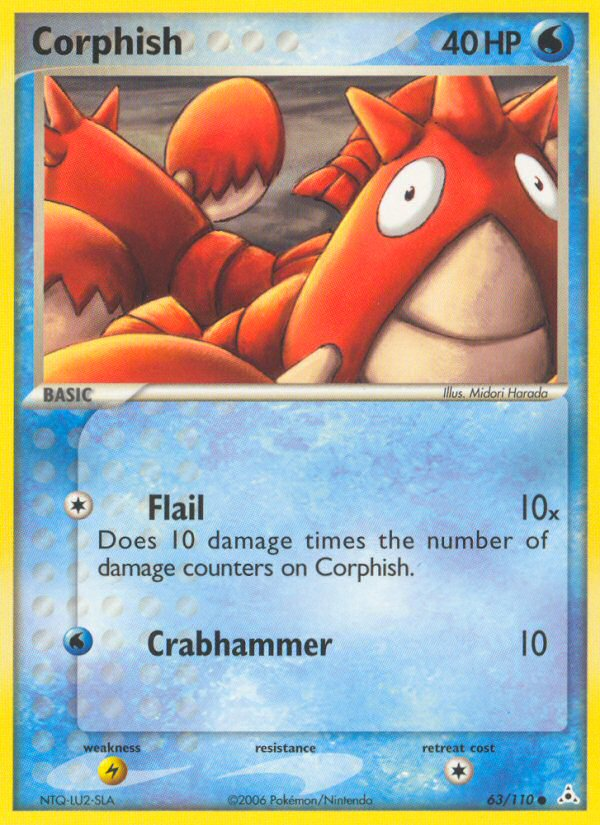 Corphish 40 HP
BASIC
Illus. Midori Harada
Flail 10x
Does 10 damage times the number of
damage counters on Corphish.
Crabhammer 10
weakness resistance retreat cost
NTQ-LU2-SLA ©2006 Pokémon/Nintendo 63/110